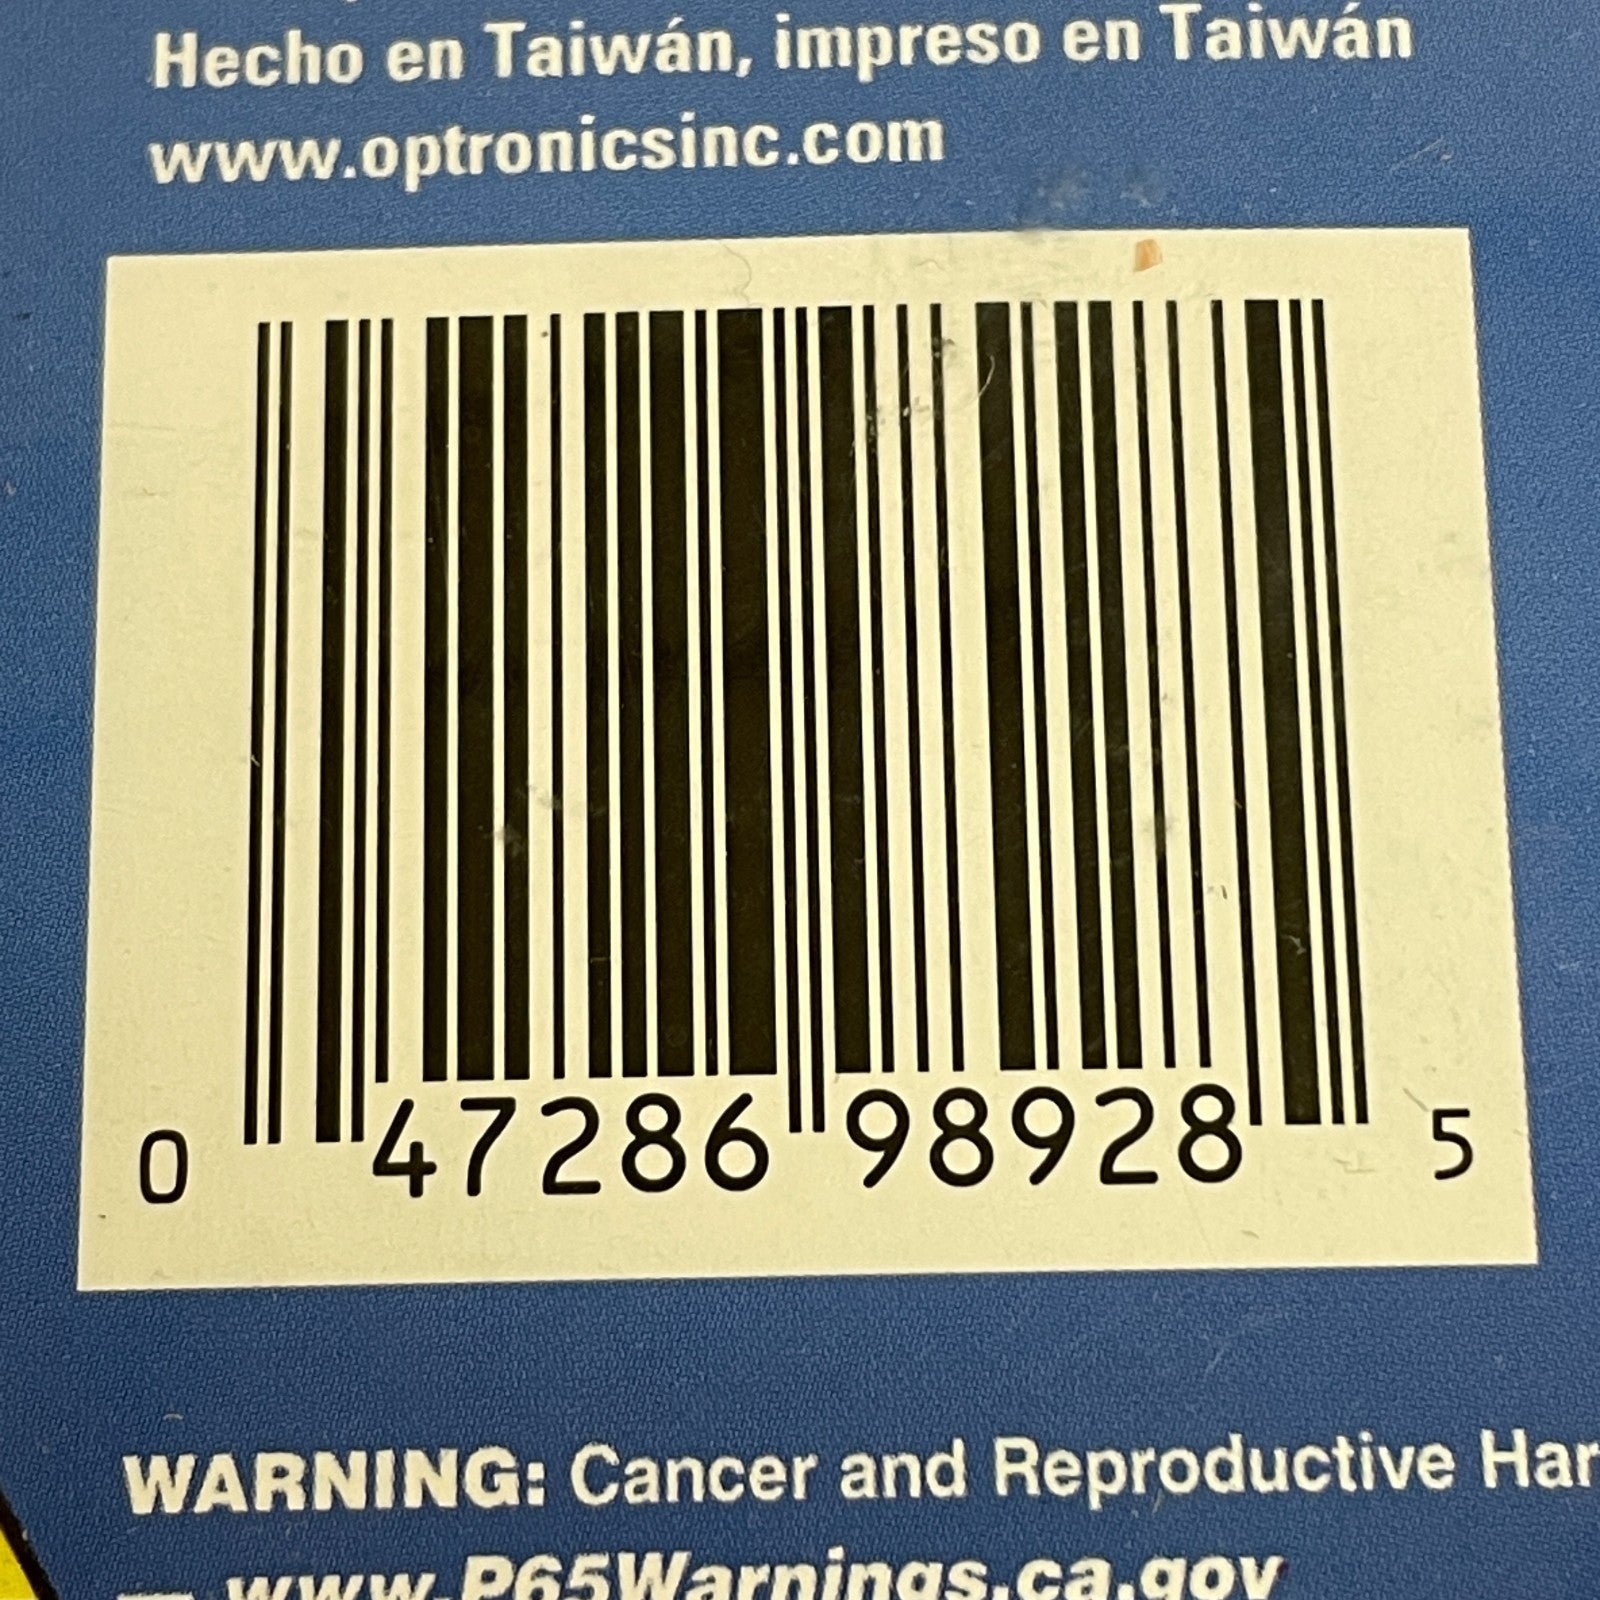 Hecho en Taiwán, impreso en Taiwán
www.optronicsinc.com
0 47286 98928 5
WARNING: Cancer and Reproductive Har
— www.P65Warnings.ca.gov